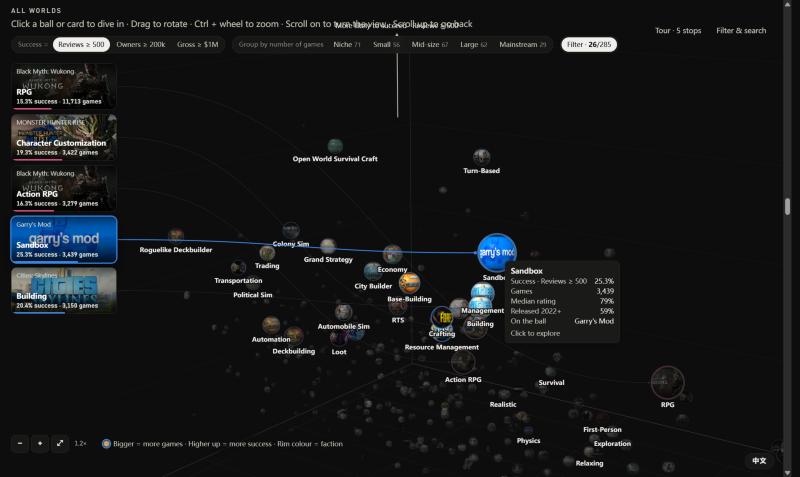 ALL WORLDS
Click a ball or card to dive in · Drag to rotate · Ctrl + wheel to zoom · Scroll on to turn the view · Scroll up to go back
Tour · 5 stops
Filter & search
Success =
Reviews ≥ 500
Owners ≥ 200k
Gross ≥ $1M
Group by number of games
Niche 71
Small 56
Mid-size 67
Large 62
Mainstream 29
Filter · 26/285
Black Myth: Wukong
RPG
15.3% success · 11,713 games
MONSTER HUNTER RISE
Character Customization
19.3% success · 3,422 games
Black Myth: Wukong
Action RPG
16.3% success · 3,279 games
Garry's Mod
garry's mod
Sandbox
25.3% success · 3,439 games
Cities: Skylines
Building
20.4% success · 3,150 games
Open World Survival Craft
Turn-Based
Roguelike Deckbuilder
Colony Sim
Grand Strategy
Trading
Economy
Transportation
City Builder
Political Sim
Base-Building
Management
RTS
Building
Crafting
Automobile Sim
Automation
Deckbuilding
Loot
Resource Management
Action RPG
Survival
RPG
Realistic
First-Person
Physics
Exploration
Relaxing
Sandbox
Success · Reviews ≥ 500 25.3%
Games 3,439
Median rating 79%
Released 2022+ 59%
On the ball Garry's Mod
Click to explore
− + 1.2×
Bigger = more games · Higher up = more success · Rim colour = faction
中文